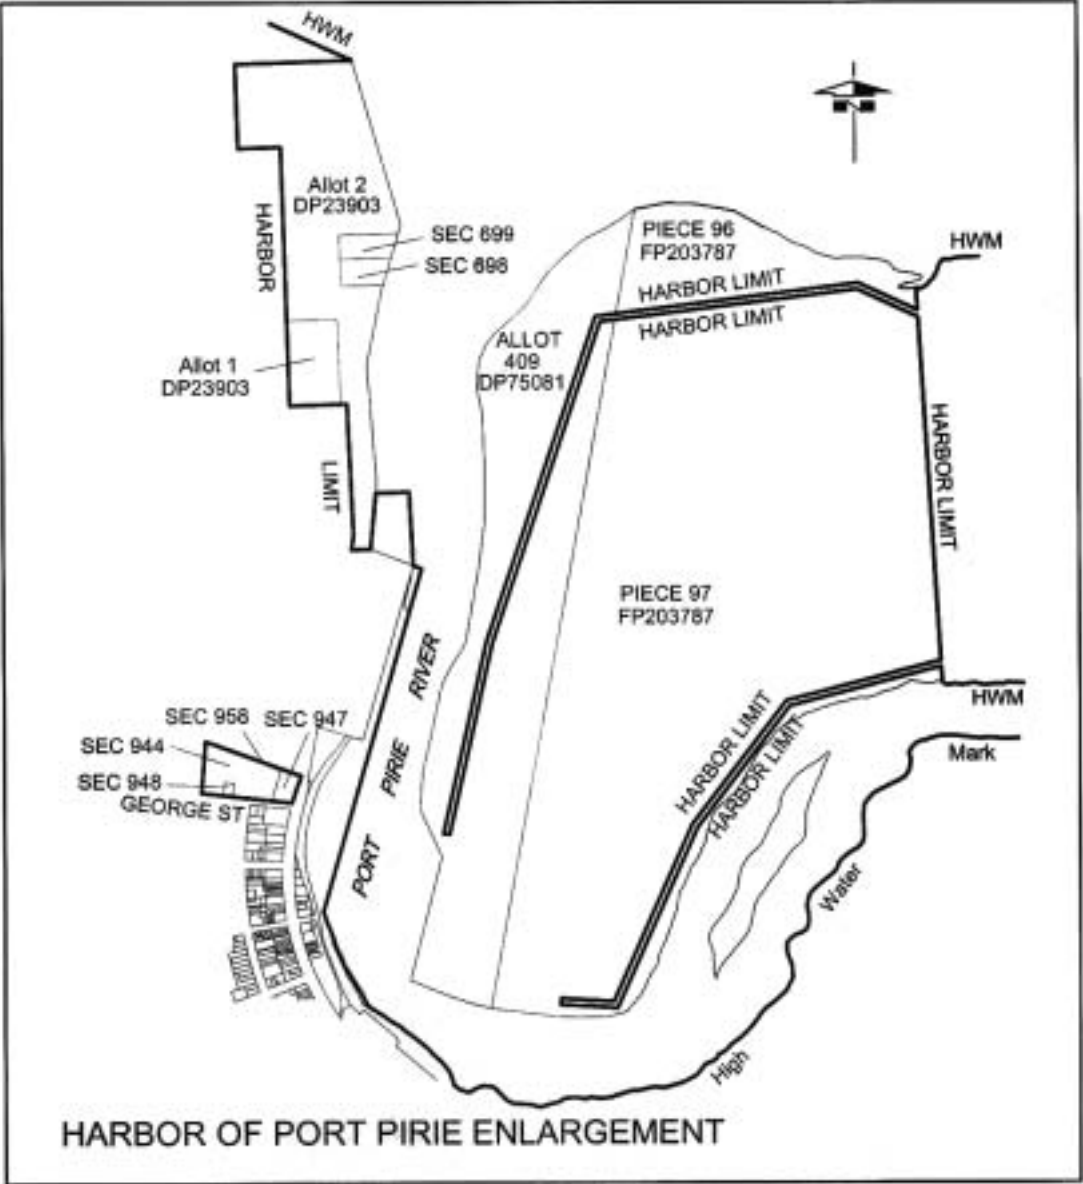 HWM
Allot 2
DP23903
HARBOR
SEC 699
SEC 698
PIECE 96
FP203787
HWM
N
HARBOR LIMIT
HARBOR LIMIT
ALLOT
409
DP75081
Allot 1
DP23903
LIMIT
HARBOR LIMIT
PIECE 97
FP203787
PORT PIRIE RIVER
SEC 958
SEC 947
SEC 944
SEC 948
GEORGE ST
HARBOR LIMIT
HARBOR LIMIT
HWM
High Water Mark
HARBOR OF PORT PIRIE ENLARGEMENT